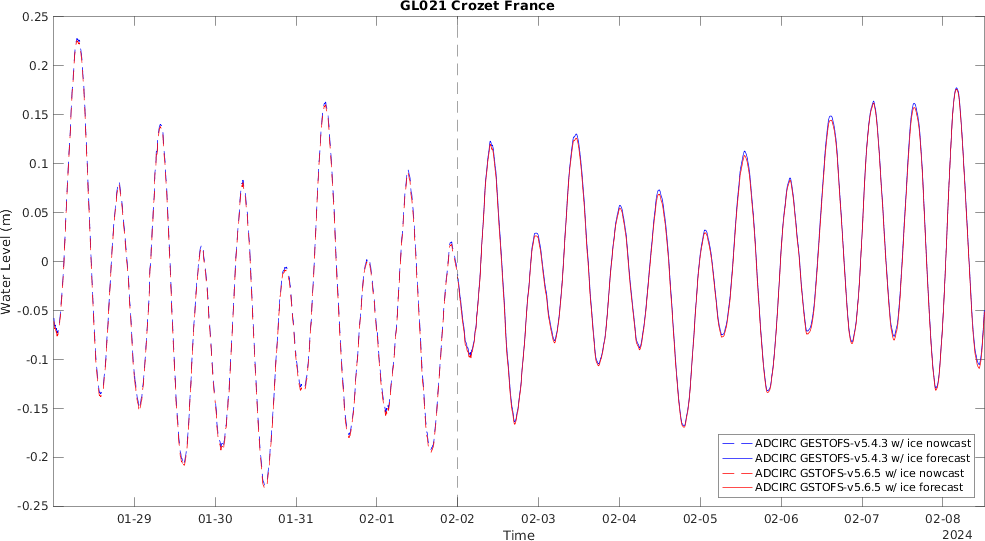 GL021 Crozet France
0.25
0.2
0.15
0.1
0.05
0
-0.05
-0.1
-0.15
-0.2
-0.25
Water Level (m)
ADCIRC GESTOFS-v5.4.3 w/ ice nowcast
ADCIRC GESTOFS-v5.4.3 w/ ice forecast
ADCIRC GSTOFS-v5.6.5 w/ ice nowcast
ADCIRC GSTOFS-v5.6.5 w/ ice forecast
01-29 01-30 01-31 02-01 02-02 02-03 02-04 02-05 02-06 02-07 02-08
Time
2024